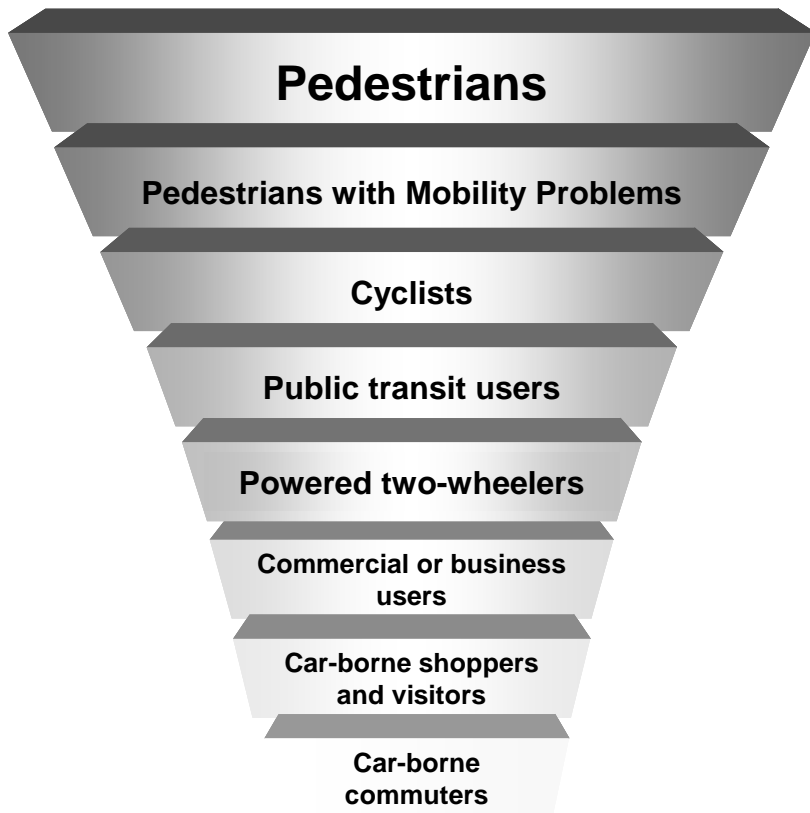 Pedestrians
Pedestrians with Mobility Problems
Cyclists
Public transit users
Powered two-wheelers
Commercial or business
users
Car-borne shoppers
and visitors
Car-borne
commuters